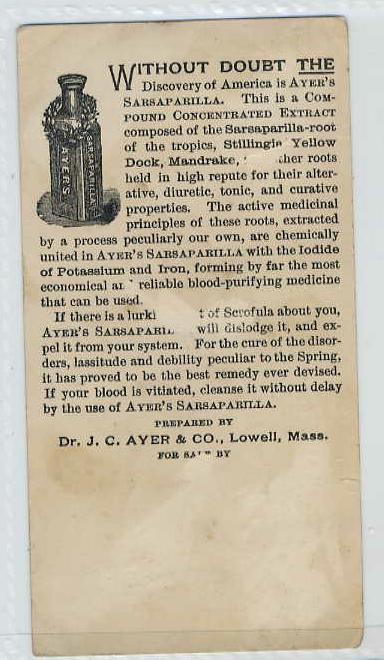 WITHOUT DOUBT THE
Discovery of America is AYER'S
SARSAPARILLA. This is a COM-
POUND CONCENTRATED EXTRACT
composed of the Sarsaparilla-root
of the tropics, Yellow
Dock, Mandrake, roots
held in high repute for their alter-
ative, diuretic, tonic, and curative
properties. The active medicinal
principles of these roots, extracted
by a process peculiarly our own, are chemically
united in AYER'S SARSAPARILLA with the Iodide
of Potassium and Iron, forming by far the most
economical reliable blood-purifying medicine
that can be used.
If there is a of Scrofula about you,
AYER'S will dislodge it, and ex-
pel it from your system. For the cure of the disor-
ders, lassitude and debility peculiar to the Spring,
it has proved to be the best remedy ever devised.
If your blood is vitiated, cleanse it without delay
by the use of AYER'S SARSAPARILLA.
PREPARED BY
Dr. J. C. AYER & CO., Lowell, Mass.
FOR BY
AYER'S
SARSAPARILLA